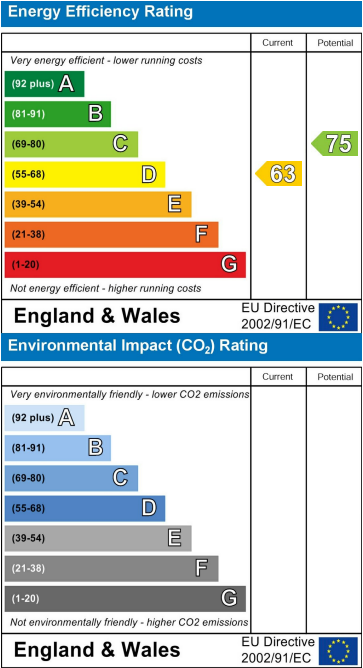 Energy Efficiency Rating
Current Potential
Very energy efficient - lower running costs
(92 plus) A
(81-91) B
(69-80) C 75
(55-68) D 63
(39-54) E
(21-38) F
(1-20) G
Not energy efficient - higher running costs
England & Wales EU Directive 2002/91/EC
Environmental Impact (CO₂) Rating
Current Potential
Very environmentally friendly - lower CO2 emissions
(92 plus) A
(81-91) B
(69-80) C
(55-68) D
(39-54) E
(21-38) F
(1-20) G
Not environmentally friendly - higher CO2 emissions
England & Wales EU Directive 2002/91/EC